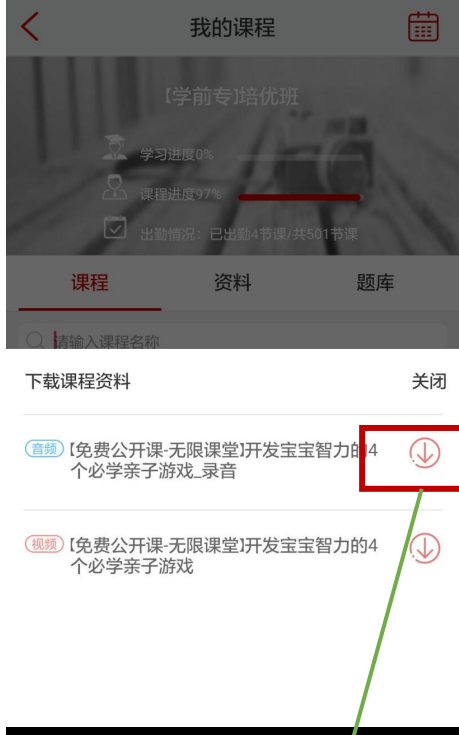 我的课程
【学前专】培优班
学习进度0%
课程进度97%
出勤情况：已出勤4节课/共501节课
课程 资料 题库
请输入课程名称
下载课程资料 关闭
音频 【免费公开课-无限课堂】开发宝宝智力的4
个必学亲子游戏_录音
视频 【免费公开课-无限课堂】开发宝宝智力的4
个必学亲子游戏